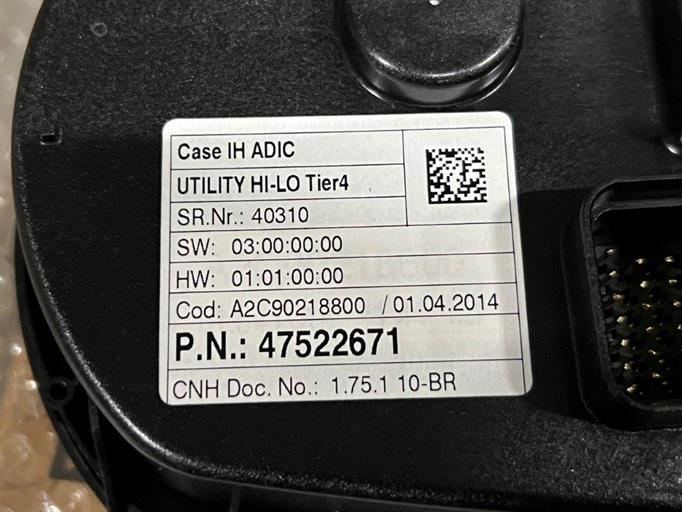 Case IH ADIC
UTILITY HI-LO Tier4
SR.Nr.: 40310
SW: 03:00:00:00
HW: 01:01:00:00
Cod: A2C90218800 / 01.04.2014
P.N.: 47522671
CNH Doc. No.: 1.75.1 10-BR